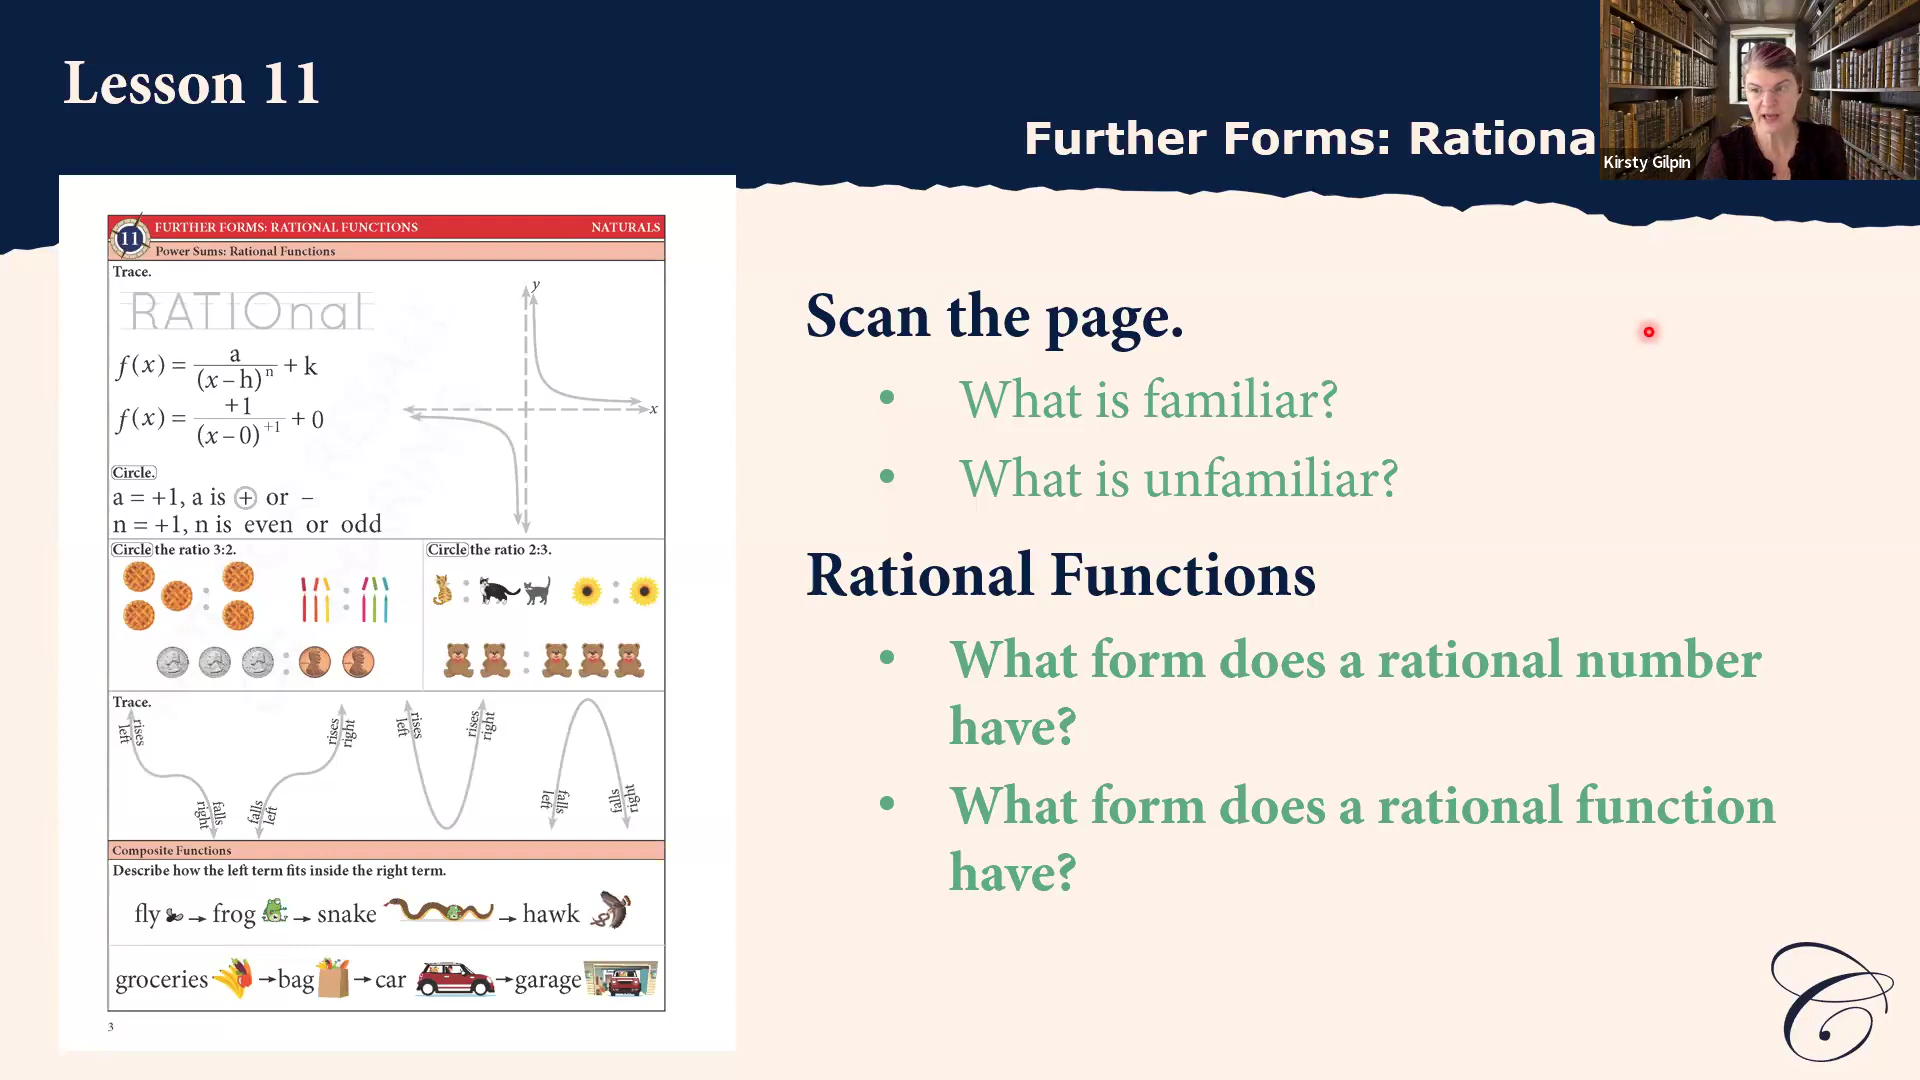 Lesson 11
Further Forms: Rationa
Kirsty Gilpin
11 FURTHER FORMS: RATIONAL FUNCTIONS NATURALS
Power Sums: Rational Functions
Trace.
RATIOnal
y
x
f(x) = a/(x – h)^n + k
f(x) = +1/(x – 0)^+1 + 0
Circle.
a = +1, a is + or –
n = +1, n is even or odd
Circle the ratio 3:2.
Circle the ratio 2:3.
Trace.
rises left
falls right
rises right
falls left
rises left
rises right
falls left
falls right
Composite Functions
Describe how the left term fits inside the right term.
fly → frog → snake → hawk
groceries → bag → car → garage
3
Scan the page.
• What is familiar?
• What is unfamiliar?
Rational Functions
• What form does a rational number
have?
• What form does a rational function
have?